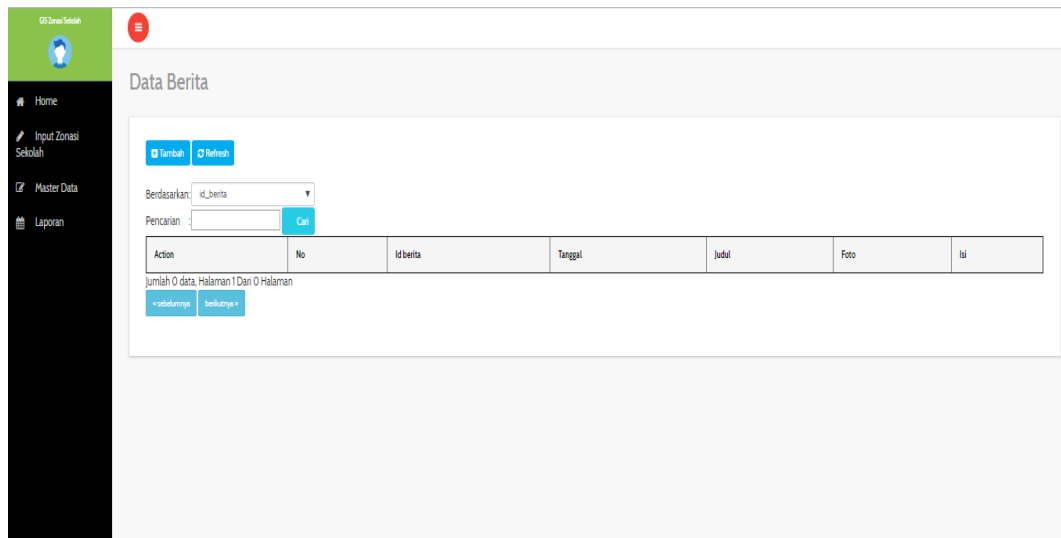 GIS Zonasi Sekolah
Home
Input Zonasi
Sekolah
Master Data
Laporan
Data Berita
Tambah Refresh
Berdasarkan: id_berita
Pencarian : Cari
Action No Id berita Tanggal Judul Foto Isi
Jumlah 0 data, Halaman 1 Dari 0 Halaman
« sebelumnya berikutnya »